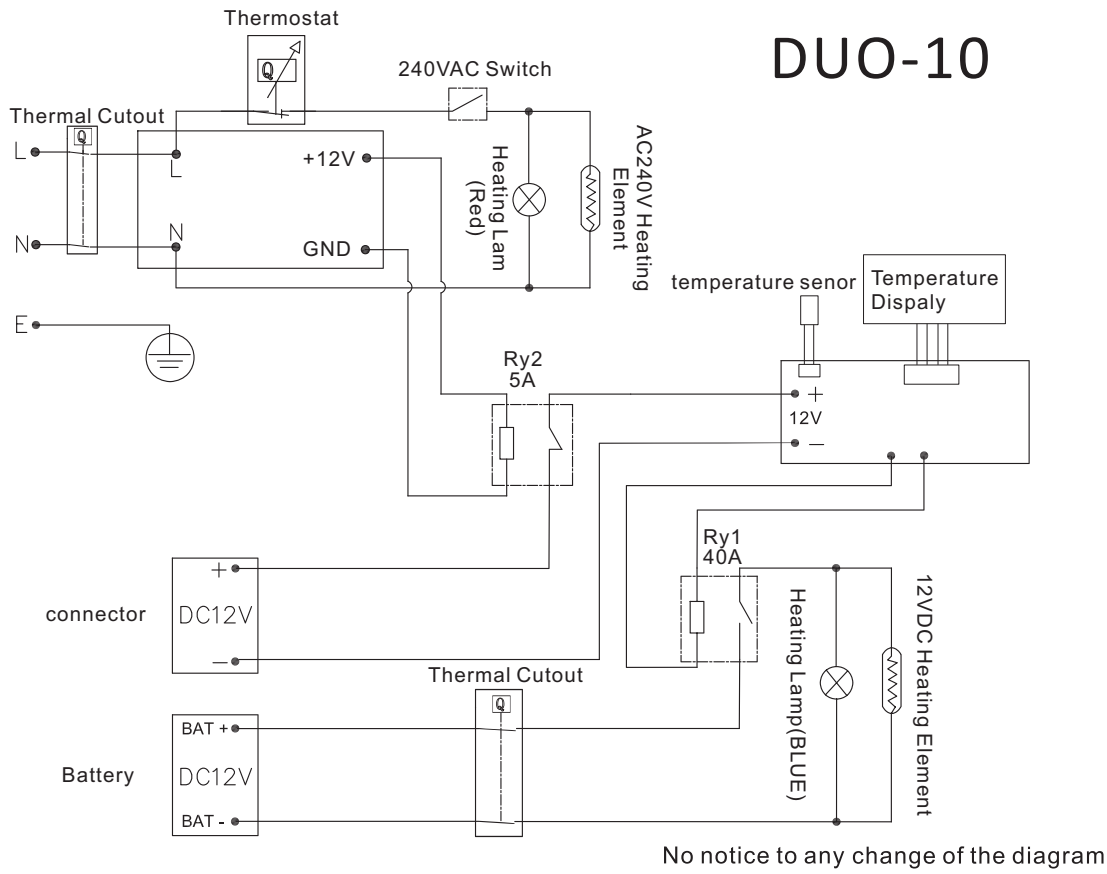 Thermostat
DUO-10
Q
240VAC Switch
Thermal Cutout
Q
L
L
+12V
N
N
GND
Heating Lam
(Red)
AC240V Heating
Element
E
temperature senor
Temperature
Dispaly
Ry2
5A
+
12V
—
Ry1
40A
connector
+
DC12V
—
Heating Lamp(BLUE)
12VDC Heating Element
Thermal Cutout
Q
Battery
BAT +
DC12V
BAT -
No notice to any change of the diagram